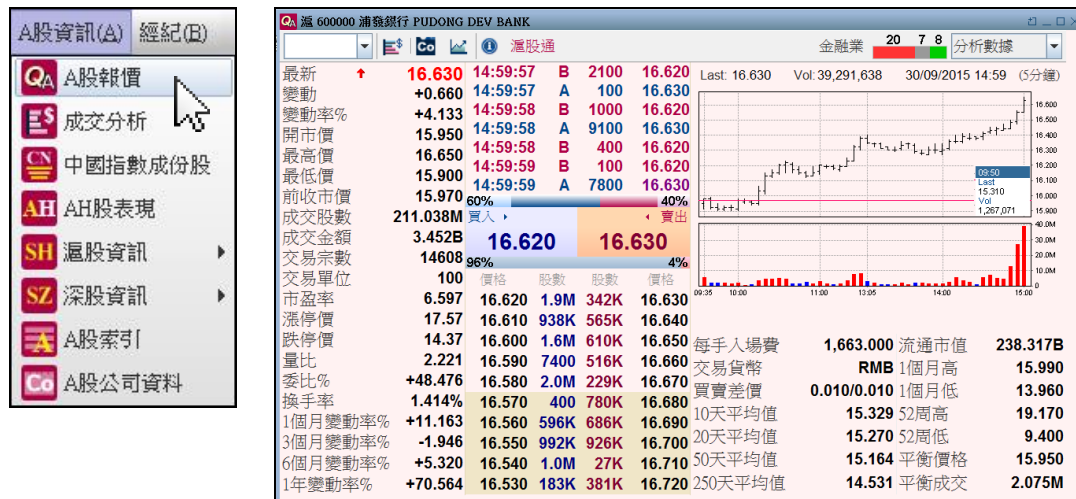 A股資訊(A) 經紀(B)
QA A股報價
E$ 成交分析
CN 中國指數成份股
AH AH股表現
SH 滬股資訊
SZ 深股資訊
A A股索引
Co A股公司資料
QA 滬 600000 浦發銀行 PUDONG DEV BANK
E$ Co 滬股通 金融業 20 7 8 分析數據
最新 16.630
變動 +0.660
變動率% +4.133
開市價 15.950
最高價 16.650
最低價 15.900
前收市價 15.970
成交股數 211.038M
成交金額 3.452B
交易宗數 14608
交易單位 100
市盈率 6.597
漲停價 17.57
跌停價 14.37
量比 2.221
委比% +48.476
換手率 1.414%
1個月變動率% +11.163
3個月變動率% -1.946
6個月變動率% +5.320
1年變動率% +70.564
14:59:57 B 2100 16.620
14:59:57 A 100 16.630
14:59:58 B 1000 16.620
14:59:58 A 9100 16.630
14:59:58 B 400 16.620
14:59:59 B 100 16.620
14:59:59 A 7800 16.630
60% 40%
買入 賣出
16.620 16.630
96% 4%
價格 股數 股數 價格
16.620 1.9M 342K 16.630
16.610 938K 565K 16.640
16.600 1.6M 610K 16.650
16.590 7400 516K 16.660
16.580 2.0M 229K 16.670
16.570 400 780K 16.680
16.560 596K 686K 16.690
16.550 992K 926K 16.700
16.540 1.0M 27K 16.710
16.530 183K 381K 16.720
Last: 16.630 Vol: 39,291,638 30/09/2015 14:59 (5分鐘)
16.600
16.500
16.400
16.300
16.200
16.100
16.000
15.900
09:50
Last
15.310
Vol
1,267,071
40.0M
30.0M
20.0M
10.0M
0
09:35 10:00 11:00 13:05 14:00 15:00
每手入場費 1,663.000 流通市值 238.317B
交易貨幣 RMB 1個月高 15.990
買賣差價 0.010/0.010 1個月低 13.960
10天平均值 15.329 52周高 19.170
20天平均值 15.270 52周低 9.400
50天平均值 15.164 平衡價格 15.950
250天平均值 14.531 平衡成交 2.075M